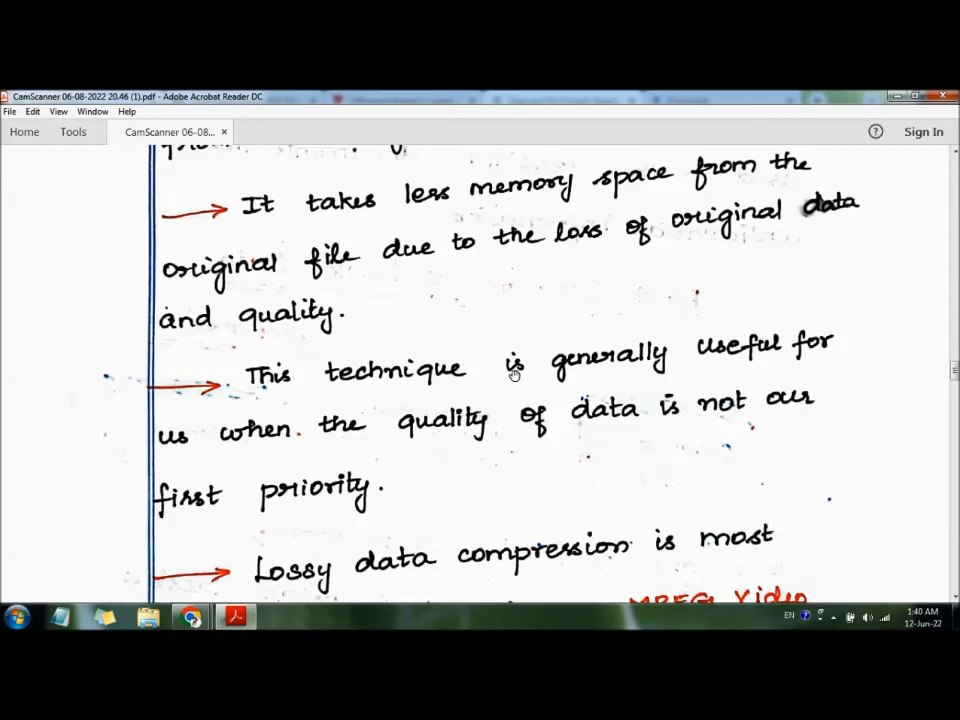 CamScanner 06-08-2022 20.46 (1).pdf - Adobe Acrobat Reader DC
File Edit View Window Help
Home Tools CamScanner 06-08... × ? Sign In
It takes less memory space from the
original file due to the loss of original data
and quality.
This technique is generally useful for
us when the quality of data is not our
first priority.
Lossy data compression is most
MPEG Video
EN 1:40 AM
12-Jun-22